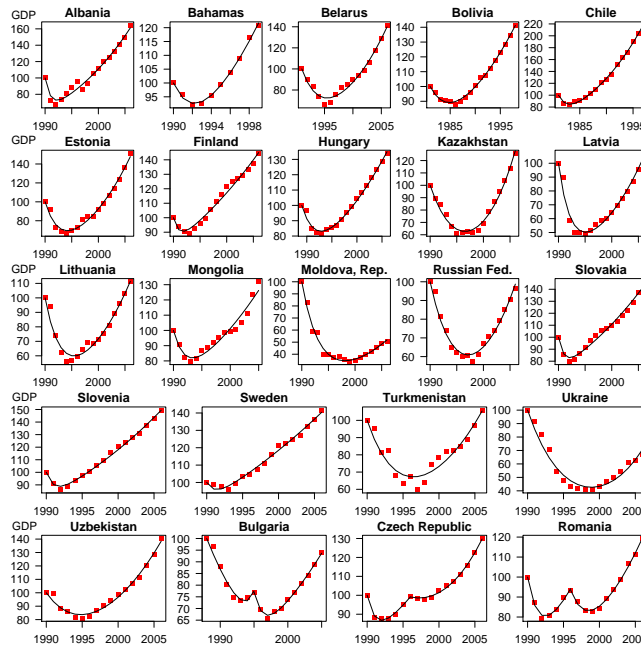 GDP Albania Bahamas Belarus Bolivia Chile
160 140 120 100 80
120 115 110 105 100 95
140 120 100 80
140 130 120 110 100 90
220 200 180 160 140 120 100 80
1990 2000 1990 1994 1998 1995 2005 1985 1995 1985 1995
GDP Estonia Finland Hungary Kazakhstan Latvia
140 120 100 80
140 130 120 110 100 90
130 120 110 100 90
120 110 100 90 80 70 60
100 90 80 70 60 50
1990 2000 1990 2000 1990 2000 1990 2000 1990 2000
GDP Lithuania Mongolia Moldova, Rep. Russian Fed. Slovakia
110 100 90 80 70 60
130 120 110 100 90 80
100 90 80 70 60 50 40
100 90 80 70 60
140 130 120 110 100 90 80
1990 2000 1990 2000 1990 2000 1990 2000 1990 2000
GDP Slovenia Sweden Turkmenistan Ukraine
150 140 130 120 110 100 90
140 130 120 110 100
100 90 80 70 60
100 90 80 70 60 50 40
1990 1995 2000 2005 1990 1995 2000 2005 1990 1995 2000 2005 1990 1995 2000 2005
GDP Uzbekistan Bulgaria Czech Republic Romania
140 130 120 110 100 90 80
100 95 90 85 80 75 70 65
130 120 110 100 90
120 110 100 90 80
1990 1995 2000 2005 1990 2000 1990 1995 2000 2005 1990 1995 2000 2005